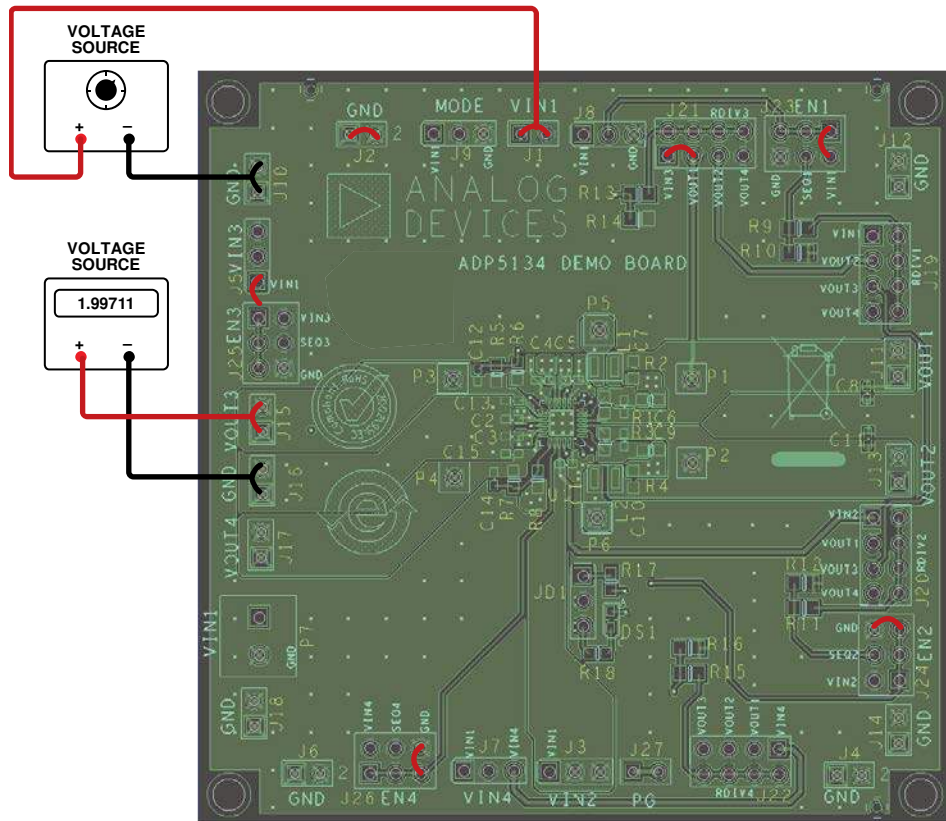 VOLTAGE
SOURCE
+ –
VOLTAGE
SOURCE
1.99711
+ –
GND 2
J2
MODE
VIN1
J9
GND
VIN1
J1
J8
VIN1
GND
J21
RDIV3
VIN3
VOUT1
VOUT2
VOUT4
J23
EN1
GND
SEQ1
VIN1
J12
GND
GND
J10
ANALOG
DEVICES
ADP5134 DEMO BOARD
R13
R14
R9
R10
VIN1
VOUT2
VOUT3
VOUT4
RDIV1
J19
VIN3
J5
VIN1
EN3
J25
VIN3
SEQ3
GND
VOUT3
J15
GND
J16
VOUT4
J17
P5
L1
C7
C12
R5
R6
C4
C5
R2
P3
P1
C13
C2
C3
C15
P4
C14
R7
R8
U1
R4
P2
L2
C10
P6
C8
C11
J11
VOUT1
J13
VOUT2
VIN2
VOUT1
VOUT3
VOUT4
RDIV2
J20
R12
R11
GND
SEQ2
VIN2
EN2
J24
R17
JD1
DS1
R18
R16
R15
VIN1
P7
GND
GND
J18
J6
2
GND
VIN4
SEQ4
GND
J26
EN4
VIN1
J7
VIN4
VIN4
VIN1
J3
VIN2
J27
PG
VOUT3
VOUT2
VOUT1
VIN4
RDIV4
J22
J4
2
GND
J14
GND